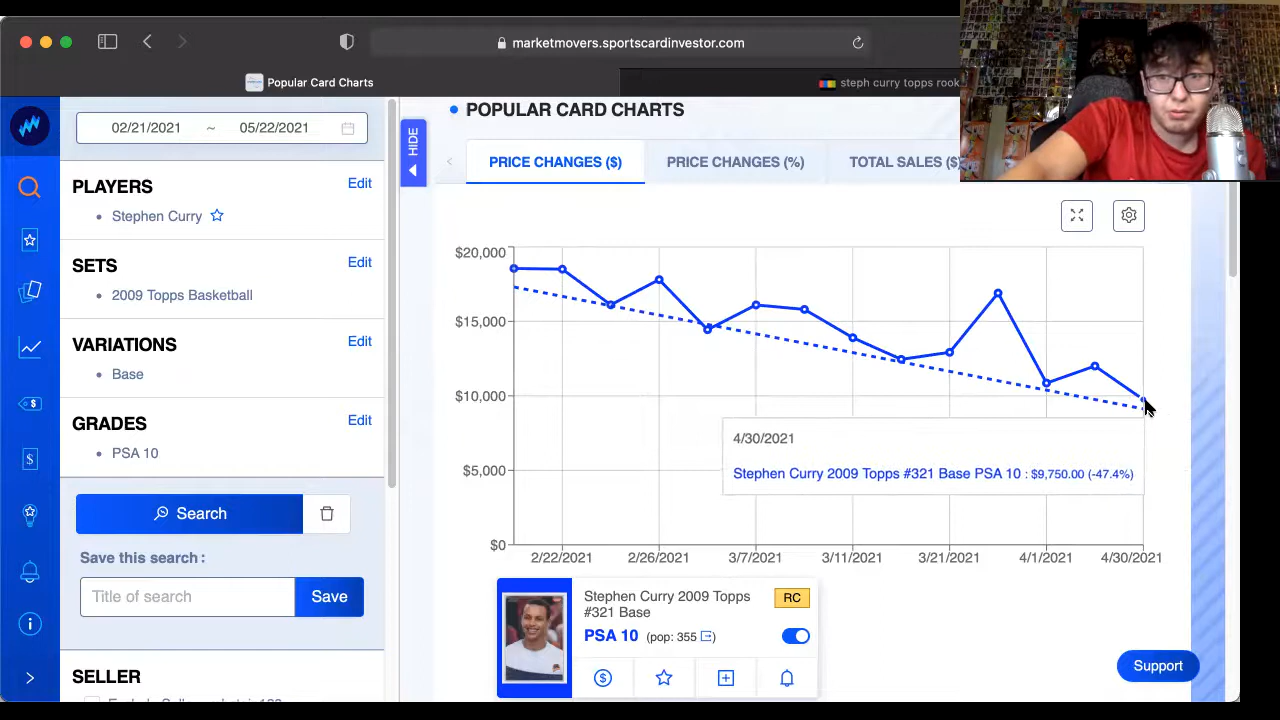 marketmovers.sportscardinvestor.com
Popular Card Charts
steph curry topps rook
02/21/2021 ~ 05/22/2021
PLAYERS
Edit
• Stephen Curry
SETS
Edit
• 2009 Topps Basketball
VARIATIONS
Edit
• Base
GRADES
Edit
• PSA 10
Search
Save this search :
Title of search
Save
SELLER
HIDE
POPULAR CARD CHARTS
PRICE CHANGES ($)
PRICE CHANGES (%)
TOTAL SALES ($)
$20,000
$15,000
$10,000
$5,000
$0
4/30/2021
Stephen Curry 2009 Topps #321 Base PSA 10 : $9,750.00 (-47.4%)
2/22/2021
2/26/2021
3/7/2021
3/11/2021
3/21/2021
4/1/2021
4/30/2021
Stephen Curry 2009 Topps
#321 Base
RC
PSA 10 (pop: 355)
Support